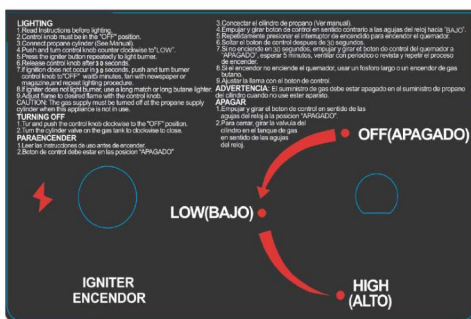 LIGHTING
1.Read Instructions before lighting.
2.Control knob must be in the "OFF" position.
3.Connect propane cylinder (See Manual).
4.Push and turn control knob counter clockwise to"LOW".
5.Press the igniter button repeatedly to light burner.
6.Release control knob after 30 seconds.
7.If ignition does not occur in 30 seconds, push and turn burner
control knob to"OFF" wait5 minutes, fan with newspaper or
magazine,and repeat lighting procedure.
8.If igniter does not light burner, use a long match or long butane lighter.
9.Adjust flame to desired flame with the control knob.
CAUTION: The gas supply must be turned off at the propane supply
cylinder when this appliance is not in use.
TURNING OFF
1.Tur and push the control knob clockwise to the "OFF" position.
2.Turn the cylinder valve on the gas tank to clockwise to close.
PARAENCENDER
1.Leer las instrucciones de uso antes de encender.
2.Boton de control debe estar en las posicion "APAGADO"
3.Conectar el cilindro de propano (Ver manual).
4.Empujar y girar boton de control en sentido contrario a las agujas del reloj hacia "BAJO".
5.Repetidamente presionar el interruptor de encendido para encender el quemador.
6.Soltar el boton de control despues de 30 segundos.
7.Si no enciende en 30 segundos, empujar y girar el boton de control del quemador a
"APAGADO", esperar 5 minutos, ventilar con periodico o revista y repetir el proceso
de encender.
8.Si el encendor no enciende el quemador, usar un fosforo largo o un encendor de gas
butano.
9.Ajustar la llama con el boton de control.
ADVERTENCIA: El suministro de gas debe estar apagado en el suministro de propano
del cilindro cuando no use ester aparato.
APAGAR
1.Empujar y girar el boton de control en sentido de las
agujas del reloj a la posicion "APAGADO".
2.Para cerrar, girar la valvula del
cilindro en el tanque de gas
en sentido de las agujas
del reloj.
OFF(APAGADO)
LOW(BAJO)
HIGH
(ALTO)
IGNITER
ENCENDOR